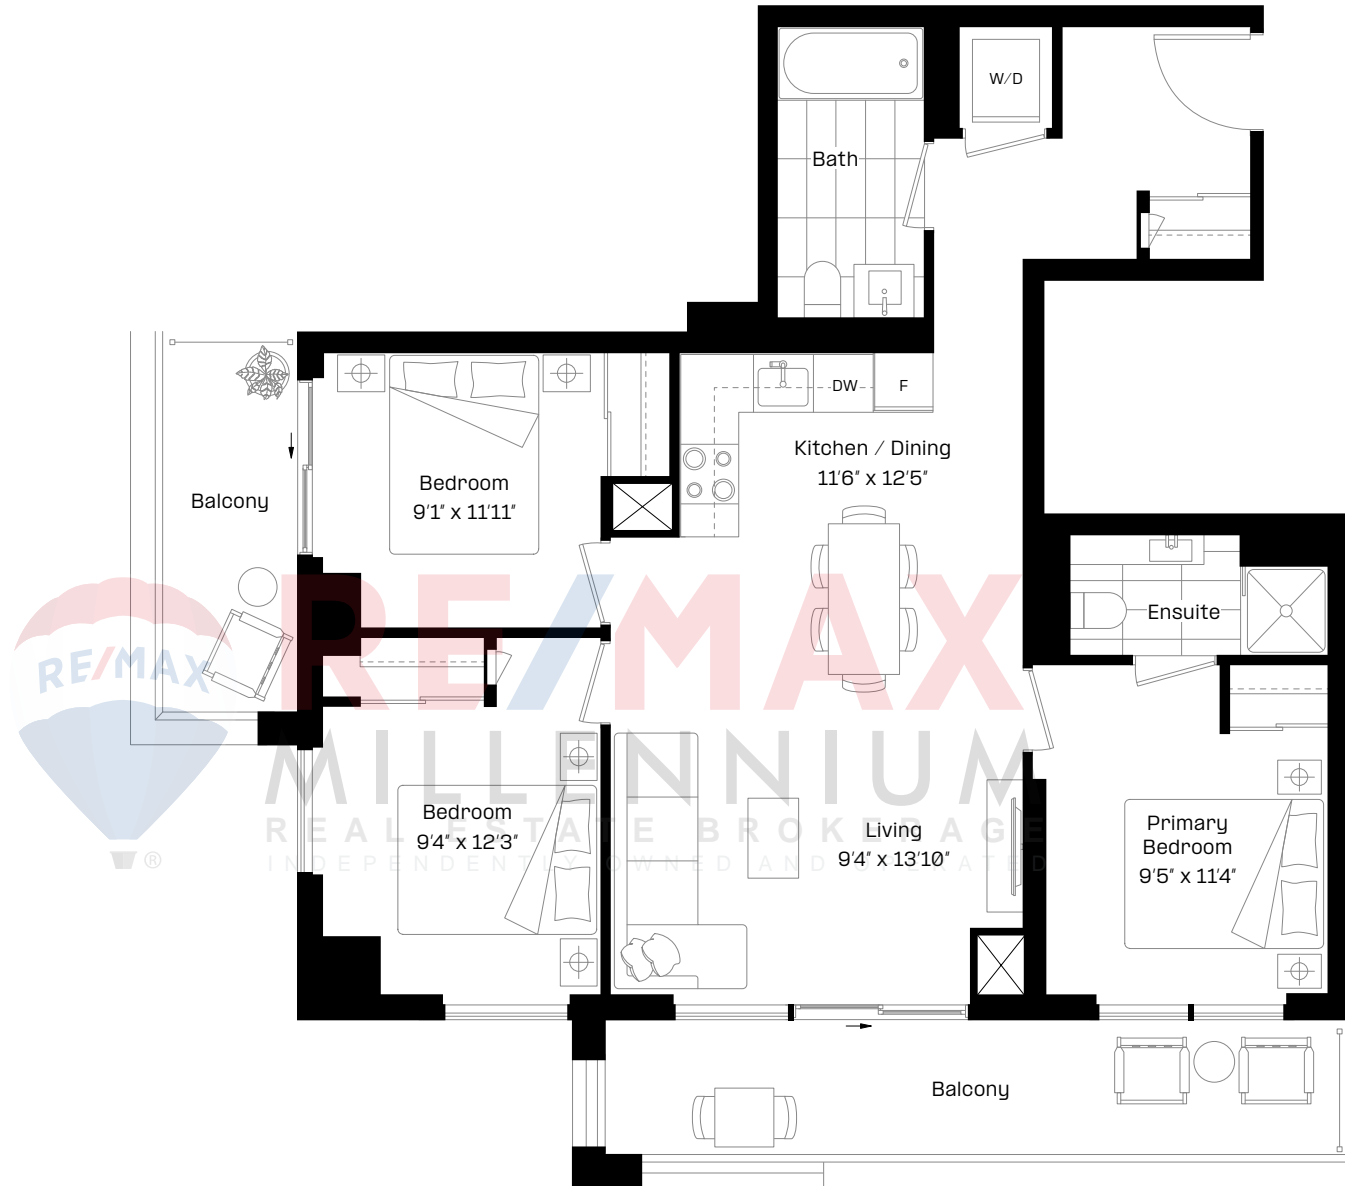 W/D
Bath
DW
F
Kitchen / Dining
11'6" x 12'5"
Bedroom
9'1" x 11'11"
Balcony
RE/MAX
RE/MAX
Ensuite
MILLENNIUM
Bedroom
9'4" x 12'3"
REAL ESTATE BROKERAGE
Living
9'4" x 13'10"
Primary
Bedroom
9'5" x 11'4"
INDEPENDENTLY OWNED AND OPERATED
®
Balcony